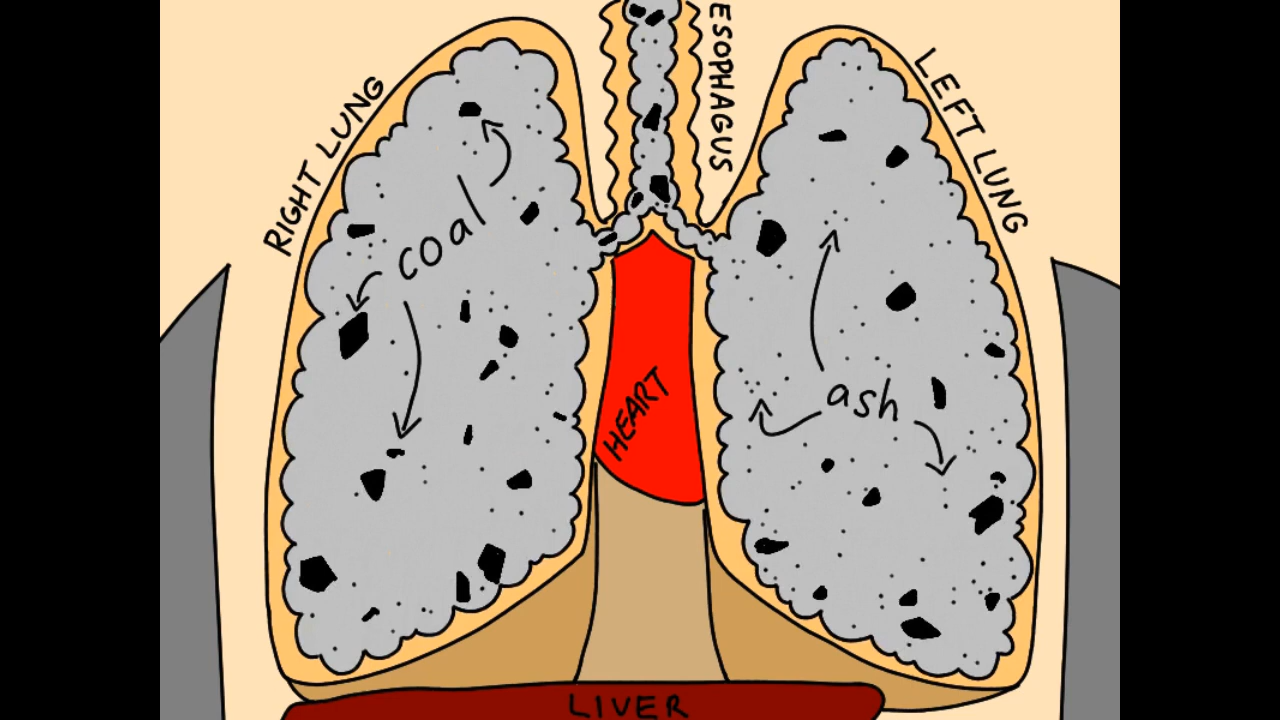 RIGHT LUNG
ESOPHAGUS
LEFT LUNG
coal
HEART
ash
LIVER